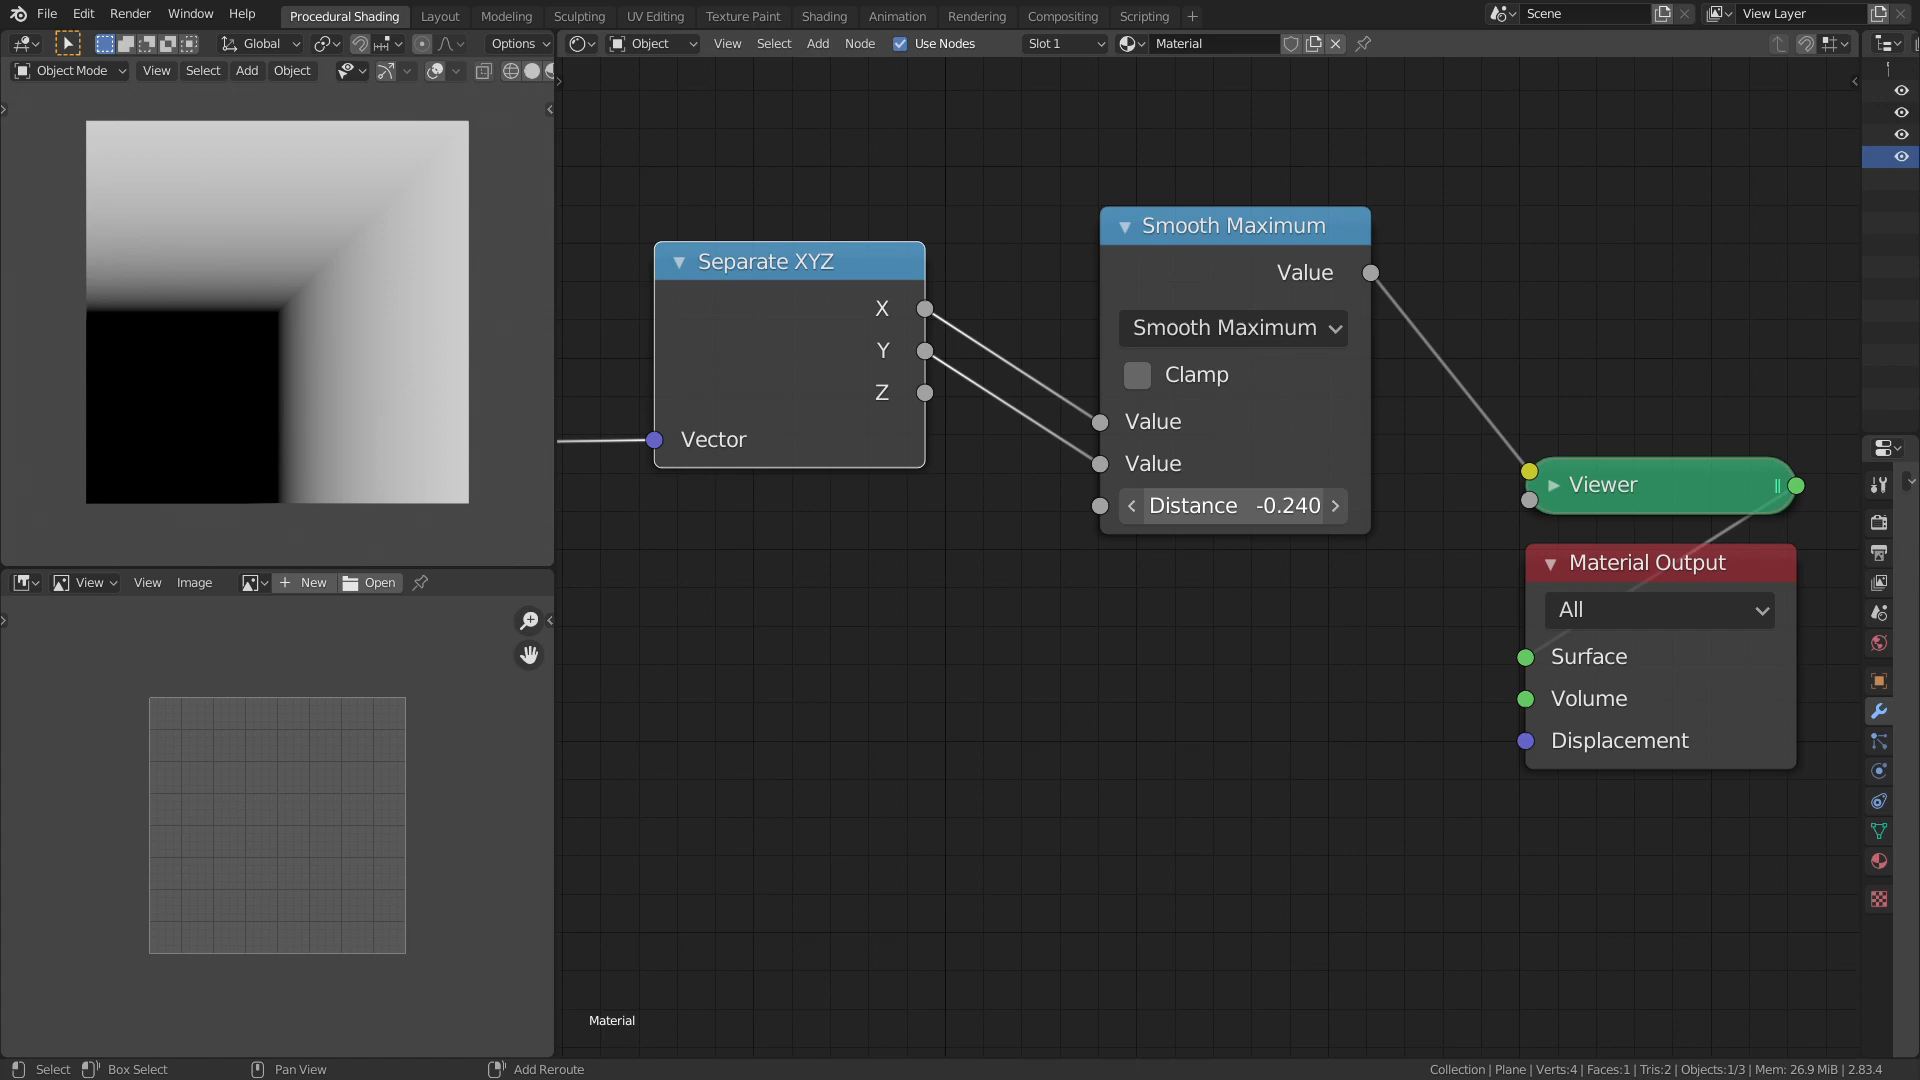 File Edit Render Window Help Procedural Shading Layout Modeling Sculpting UV Editing Texture Paint Shading Animation Rendering Compositing Scripting Scene View Layer
Global Options Object View Select Add Node Use Nodes Slot 1 Material
Object Mode View Select Add Object
Smooth Maximum
Value
Smooth Maximum
Clamp
Value
Value
Distance -0.240
Separate XYZ
X
Y
Z
Vector
Viewer
Material Output
All
Surface
Volume
Displacement
View View Image New Open
Material
Select Box Select Pan View Add Reroute Collection | Plane | Verts:4 | Faces:1 | Tris:2 | Objects:1/3 | Mem: 26.9 MiB | 2.83.4